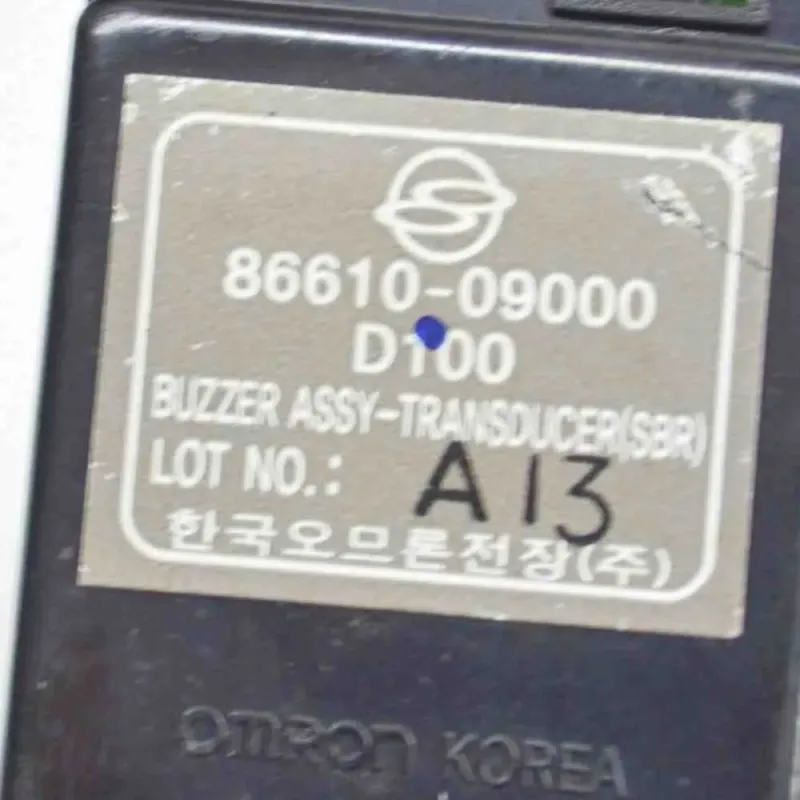 86610-09000
D100
BUZZER ASSY-TRANSDUCER(SBR)
LOT NO.: A13
한국오므론전장(주)
OMRON KOREA